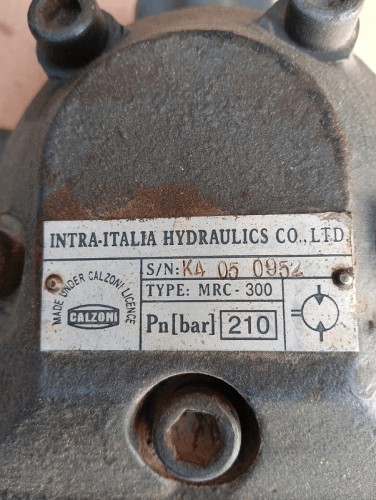 INTRA-ITALIA HYDRAULICS CO.,LTD
S/N: KA 05 0952
TYPE: MRC - 300
MADE UNDER CALZONI LICENCE
CALZONI
Pn[bar] 210